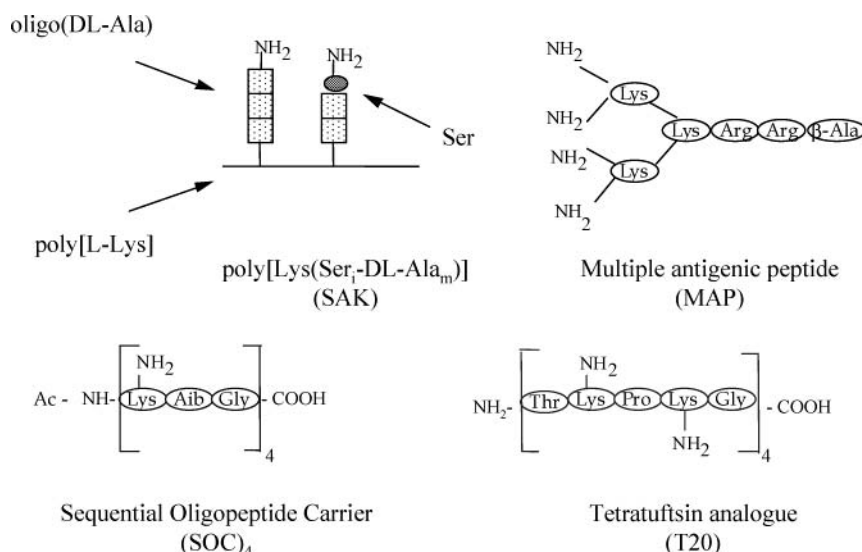 oligo(DL-Ala)
NH2
NH2
Ser
poly[L-Lys]
poly[Lys(Seri-DL-Alam)]
(SAK)
NH2
NH2
NH2
NH2
Lys
Lys
Lys Arg Arg β-Ala
Multiple antigenic peptide
(MAP)
NH2
Ac - NH- Lys Aib Gly - COOH
4
Sequential Oligopeptide Carrier
(SOC)4
NH2
NH2- Thr Lys Pro Lys Gly - COOH
NH2
4
Tetratuftsin analogue
(T20)